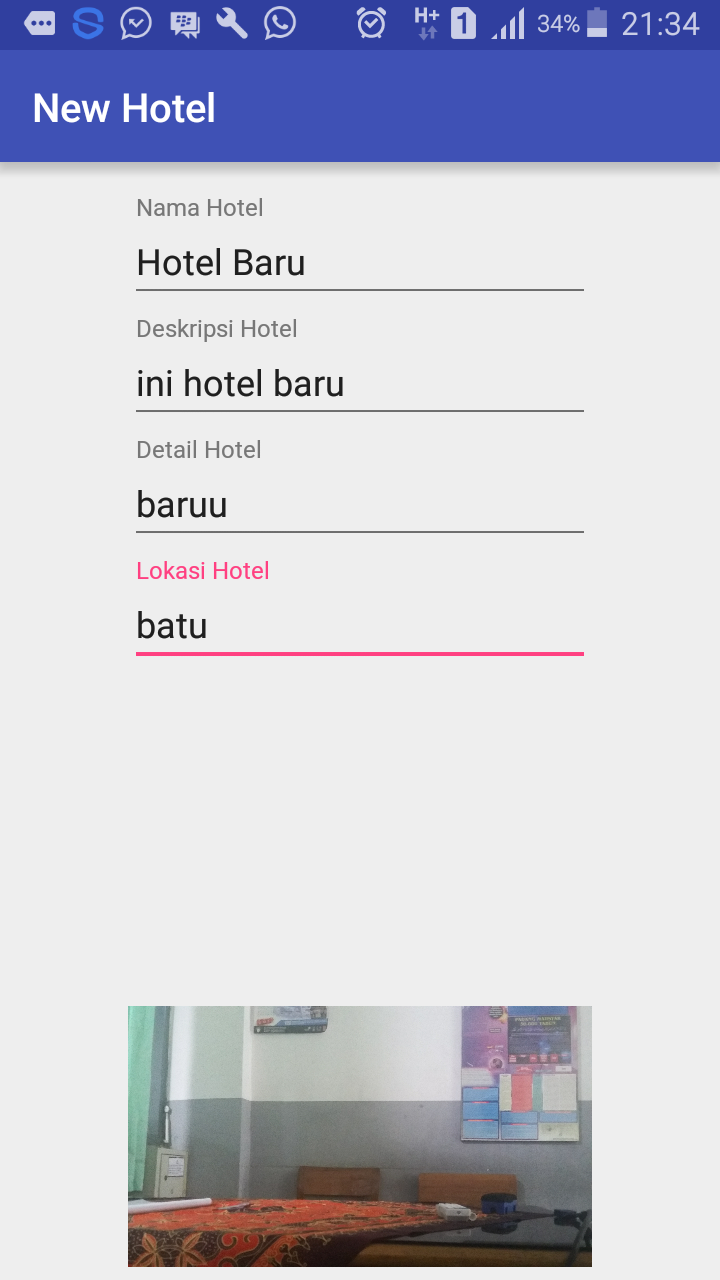 H+ 1 34% 21:34
New Hotel
Nama Hotel
Hotel Baru
Deskripsi Hotel
ini hotel baru
Detail Hotel
baruu
Lokasi Hotel
batu